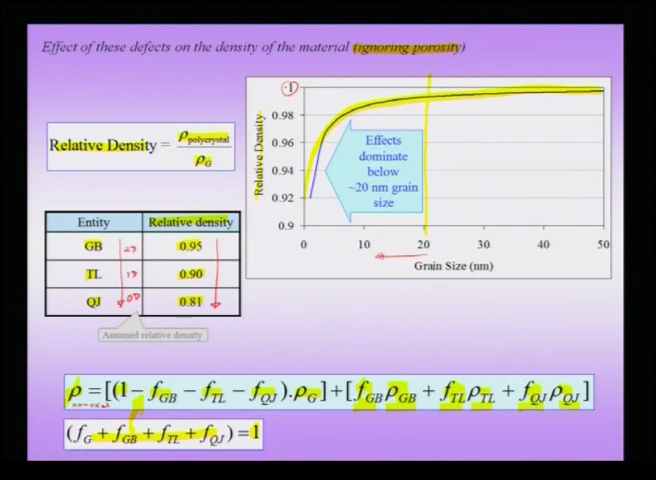 Effect of these defects on the density of the material (ignoring porosity)
Relative Density = ρpolycrystal / ρG
Entity Relative density
GB 0.95
TL 0.90
QJ 0.81
2D
1D
0D
Assumed relative density
Relative Density
1
0.98
0.96
0.94
0.92
0.9
0 10 20 30 40 50
Grain Size (nm)
Effects
dominate
below
~20 nm grain
size
ρ = [(1 − fGB − fTL − fQJ).ρG] + [fGBρGB + fTLρTL + fQJρQJ]
(fG + fGB + fTL + fQJ) = 1